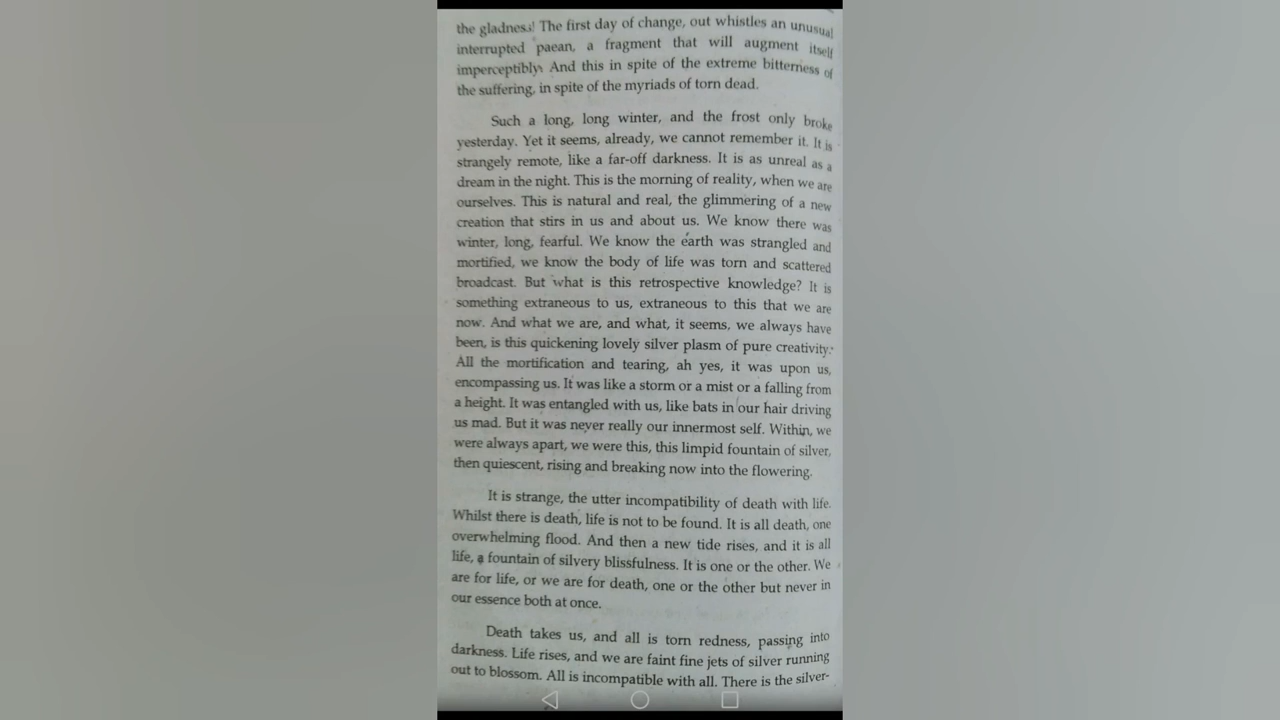 the gladness! The first day of change, out whistles an unusual
interrupted paean, a fragment that will augment itself
imperceptibly. And this in spite of the extreme bitterness of
the suffering, in spite of the myriads of torn dead.
Such a long, long winter, and the frost only broke
yesterday. Yet it seems, already, we cannot remember it. It is
strangely remote, like a far-off darkness. It is as unreal as a
dream in the night. This is the morning of reality, when we are
ourselves. This is natural and real, the glimmering of a new
creation that stirs in us and about us. We know there was
winter, long, fearful. We know the earth was strangled and
mortified, we know the body of life was torn and scattered
broadcast. But what is this retrospective knowledge? It is
something extraneous to us, extraneous to this that we are
now. And what we are, and what, it seems, we always have
been, is this quickening lovely silver plasm of pure creativity.
All the mortification and tearing, ah yes, it was upon us,
encompassing us. It was like a storm or a mist or a falling from
a height. It was entangled with us, like bats in our hair driving
us mad. But it was never really our innermost self. Within, we
were always apart, we were this, this limpid fountain of silver,
then quiescent, rising and breaking now into the flowering.
It is strange, the utter incompatibility of death with life.
Whilst there is death, life is not to be found. It is all death, one
overwhelming flood. And then a new tide rises, and it is all
life, a fountain of silvery blissfulness. It is one or the other. We
are for life, or we are for death, one or the other but never in
our essence both at once.
Death takes us, and all is torn redness, passing into
darkness. Life rises, and we are faint fine jets of silver running
out to blossom. All is incompatible with all. There is the silver-